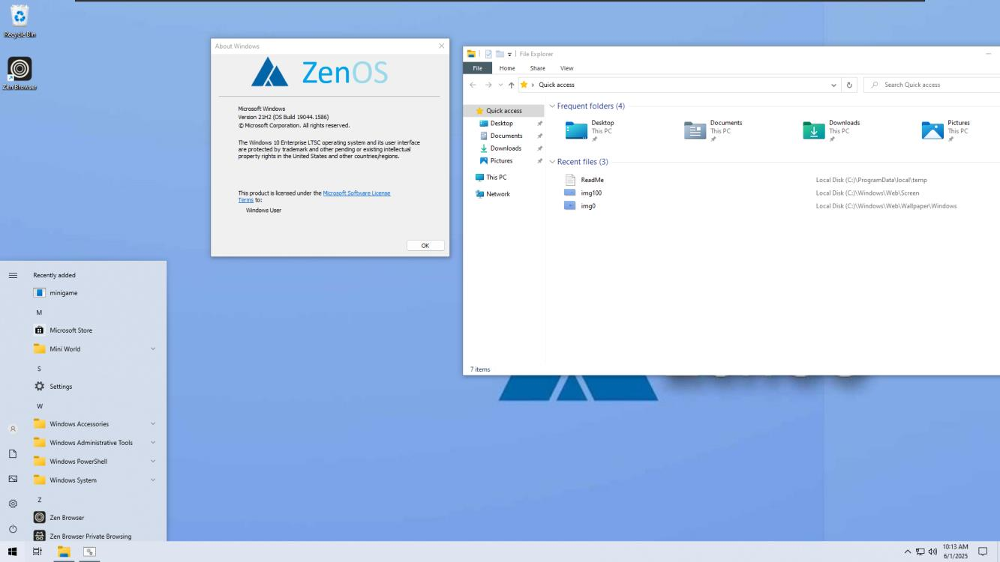 Recycle Bin
Zen Browser
About Windows
ZenOS
Microsoft Windows
Version 21H2 (OS Build 19044.1586)
© Microsoft Corporation. All rights reserved.
The Windows 10 Enterprise LTSC operating system and its user interface
are protected by trademark and other pending or existing intellectual
property rights in the United States and other countries/regions.
This product is licensed under the Microsoft Software License
Terms to:
Windows User
OK
File Explorer
File Home Share View
Quick access
Search Quick access
Quick access
Desktop
Documents
Downloads
Pictures
This PC
Network
Frequent folders (4)
Desktop
This PC
Documents
This PC
Downloads
This PC
Pictures
This PC
Recent files (3)
ReadMe Local Disk (C:)\ProgramData\local\temp
img100 Local Disk (C:)\Windows\Web\Screen
img0 Local Disk (C:)\Windows\Web\Wallpaper\Windows
7 items
Recently added
minigame
M
Microsoft Store
Mini World
S
Settings
W
Windows Accessories
Windows Administrative Tools
Windows PowerShell
Windows System
Z
Zen Browser
Zen Browser Private Browsing
10:13 AM
6/1/2025